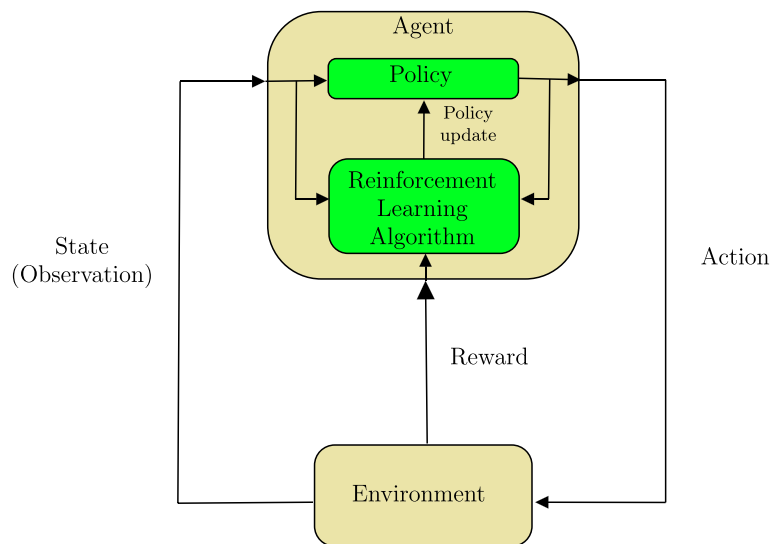 Agent
Policy
Policy
update
Reinforcement
Learning
Algorithm
State
(Observation)
Action
Reward
Environment